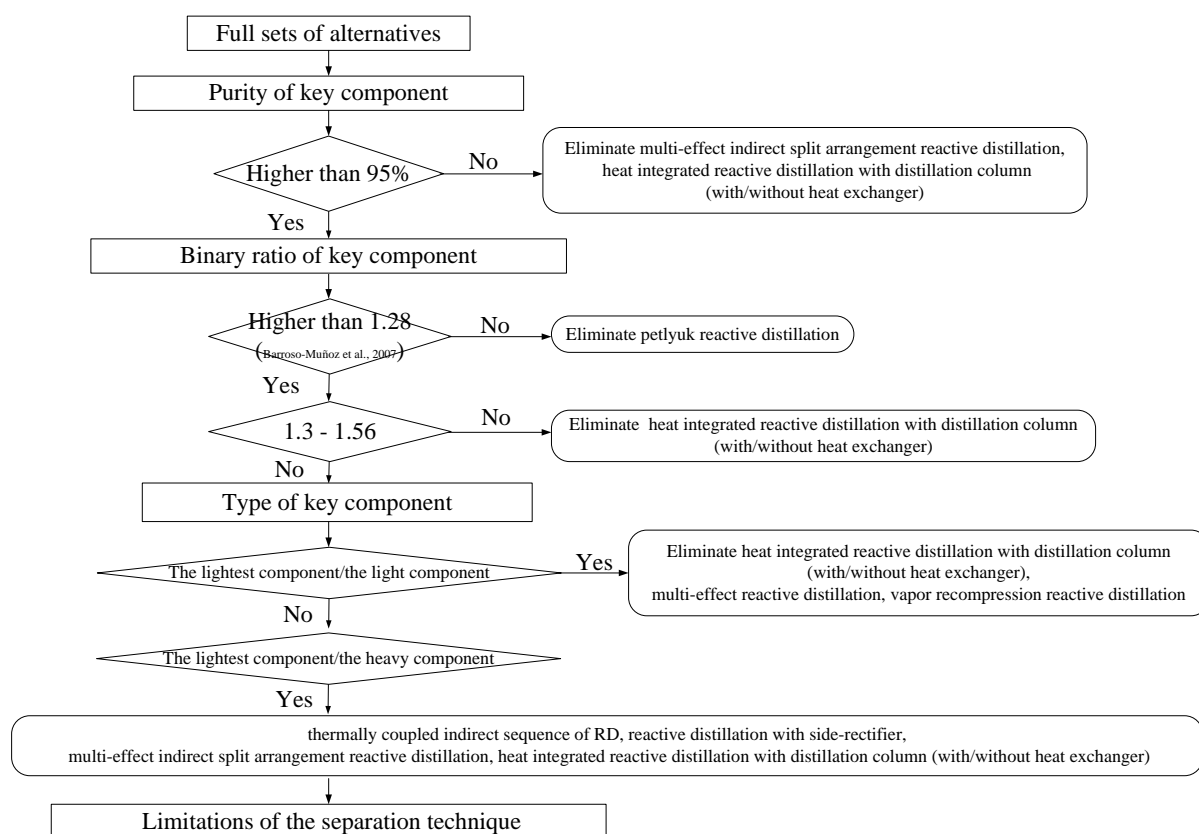 Full sets of alternatives
Purity of key component
Higher than 95%
No
Eliminate multi-effect indirect split arrangement reactive distillation,
heat integrated reactive distillation with distillation column
(with/without heat exchanger)
Yes
Binary ratio of key component
Higher than 1.28
(Barroso-Muñoz et al., 2007)
No
Eliminate petlyuk reactive distillation
Yes
1.3 - 1.56
No
Eliminate heat integrated reactive distillation with distillation column
(with/without heat exchanger)
No
Type of key component
The lightest component/the light component
Yes
Eliminate heat integrated reactive distillation with distillation column
(with/without heat exchanger),
multi-effect reactive distillation, vapor recompression reactive distillation
No
The lightest component/the heavy component
Yes
thermally coupled indirect sequence of RD, reactive distillation with side-rectifier,
multi-effect indirect split arrangement reactive distillation, heat integrated reactive distillation with distillation column (with/without heat exchanger)
Limitations of the separation technique